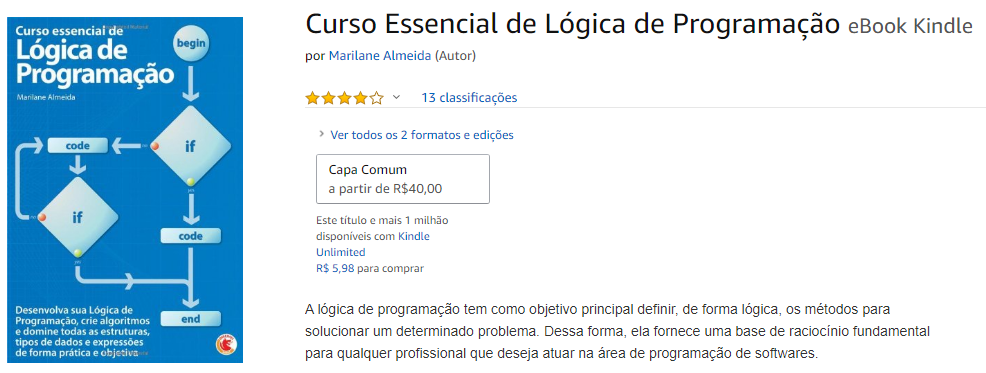 Curso essencial de
Lógica de
Programação
Marilane Almeida
begin
if
no
yes
code
if
no
yes
code
end
Desenvolva sua Lógica de
Programação, crie algoritmos
e domine todas as estruturas,
tipos de dados e expressões
de forma prática e objetiva
Curso Essencial de Lógica de Programação eBook Kindle
por Marilane Almeida (Autor)
13 classificações
Ver todos os 2 formatos e edições
Capa Comum
a partir de R$40,00
Este título e mais 1 milhão
disponíveis com Kindle
Unlimited
R$ 5,98 para comprar
A lógica de programação tem como objetivo principal definir, de forma lógica, os métodos para
solucionar um determinado problema. Dessa forma, ela fornece uma base de raciocínio fundamental
para qualquer profissional que deseja atuar na área de programação de softwares.